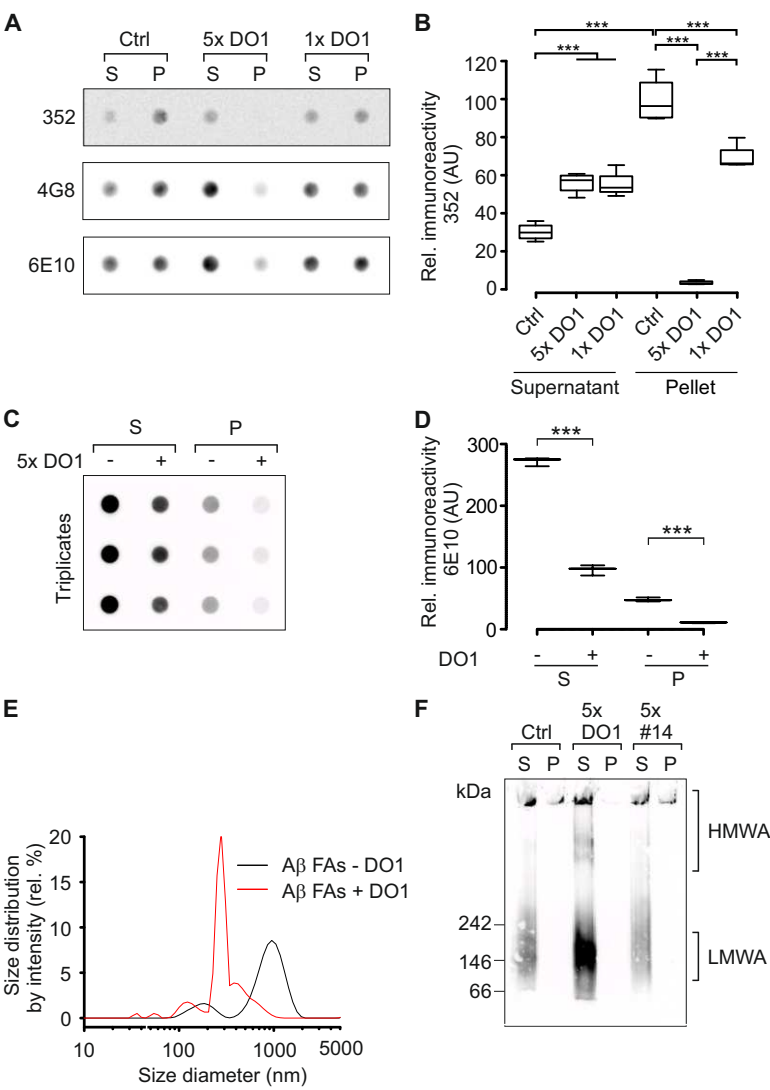 A
Ctrl 5x DO1 1x DO1
S P S P S P
352
4G8
6E10
B
*** ***
*** *** ***
Rel. immunoreactivity
352 (AU)
120
100
80
60
40
20
0
Ctrl 5x DO1 1x DO1 Ctrl 5x DO1 1x DO1
Supernatant Pellet
C
S P
5x DO1 - + - +
Triplicates
D
Rel. immunoreactivity
6E10 (AU)
300
200
100
0
*** ***
DO1 - + - +
S P
E
Size distribution
by intensity (rel. %)
20
15
10
5
0
Aβ FAs - DO1
Aβ FAs + DO1
10 100 1000 5000
Size diameter (nm)
F
Ctrl 5x DO1 5x #14
S P S P S P
kDa
242
146
66
HMWA
LMWA